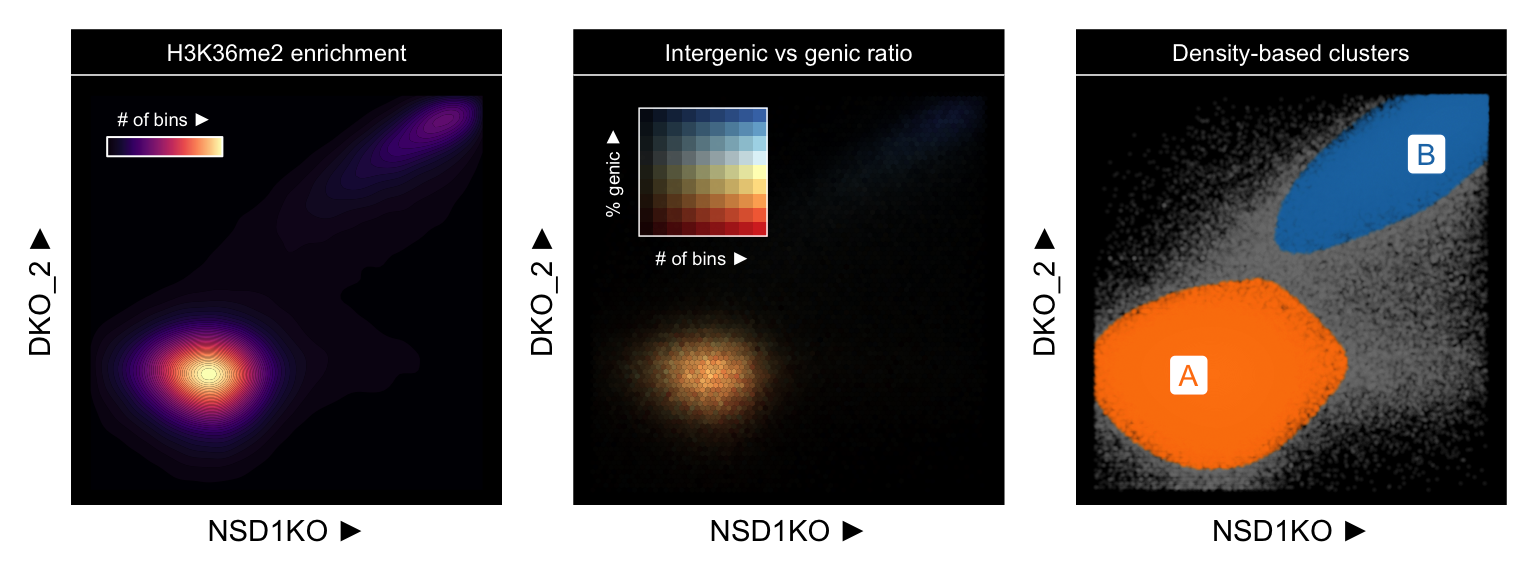 H3K36me2 enrichment
# of bins ►
DKO_2 ►
NSD1KO ►
Intergenic vs genic ratio
% genic ►
# of bins ►
DKO_2 ►
NSD1KO ►
Density-based clusters
B
A
DKO_2 ►
NSD1KO ►